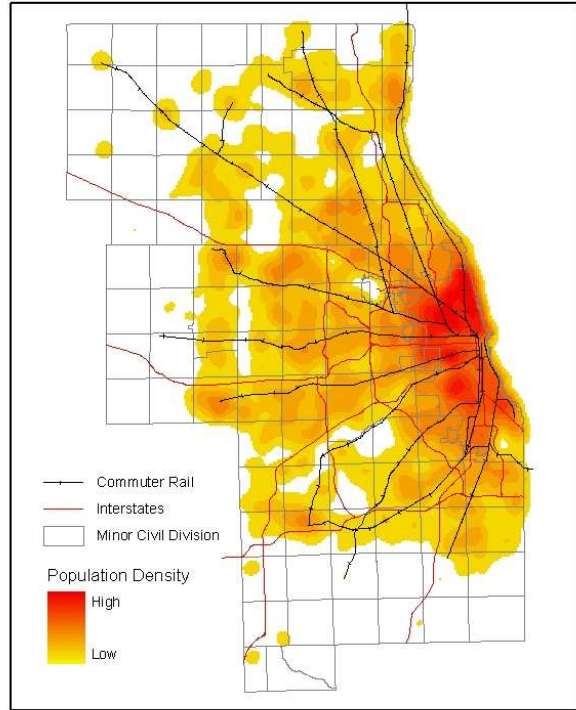 Commuter Rail
Interstates
Minor Civil Division
Population Density
High
Low